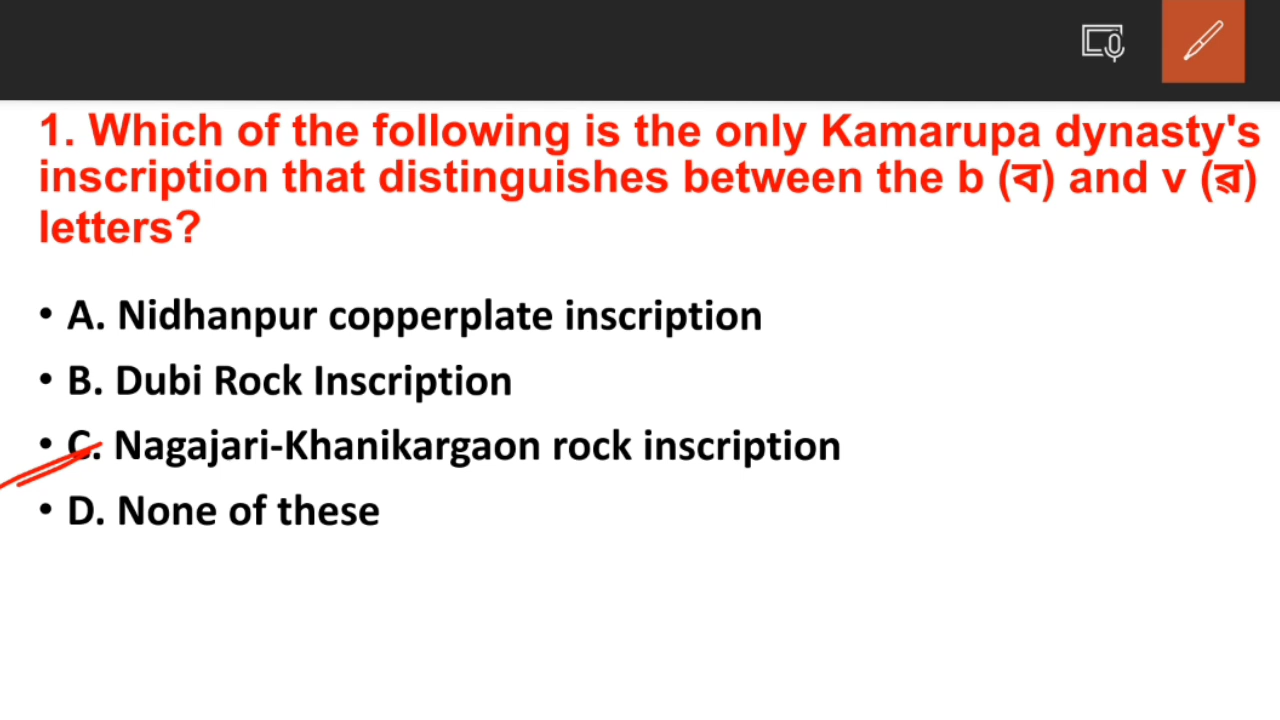 1. Which of the following is the only Kamarupa dynasty's
inscription that distinguishes between the b (ব) and v (ৱ)
letters?
• A. Nidhanpur copperplate inscription
• B. Dubi Rock Inscription
• C. Nagajari-Khanikargaon rock inscription
• D. None of these